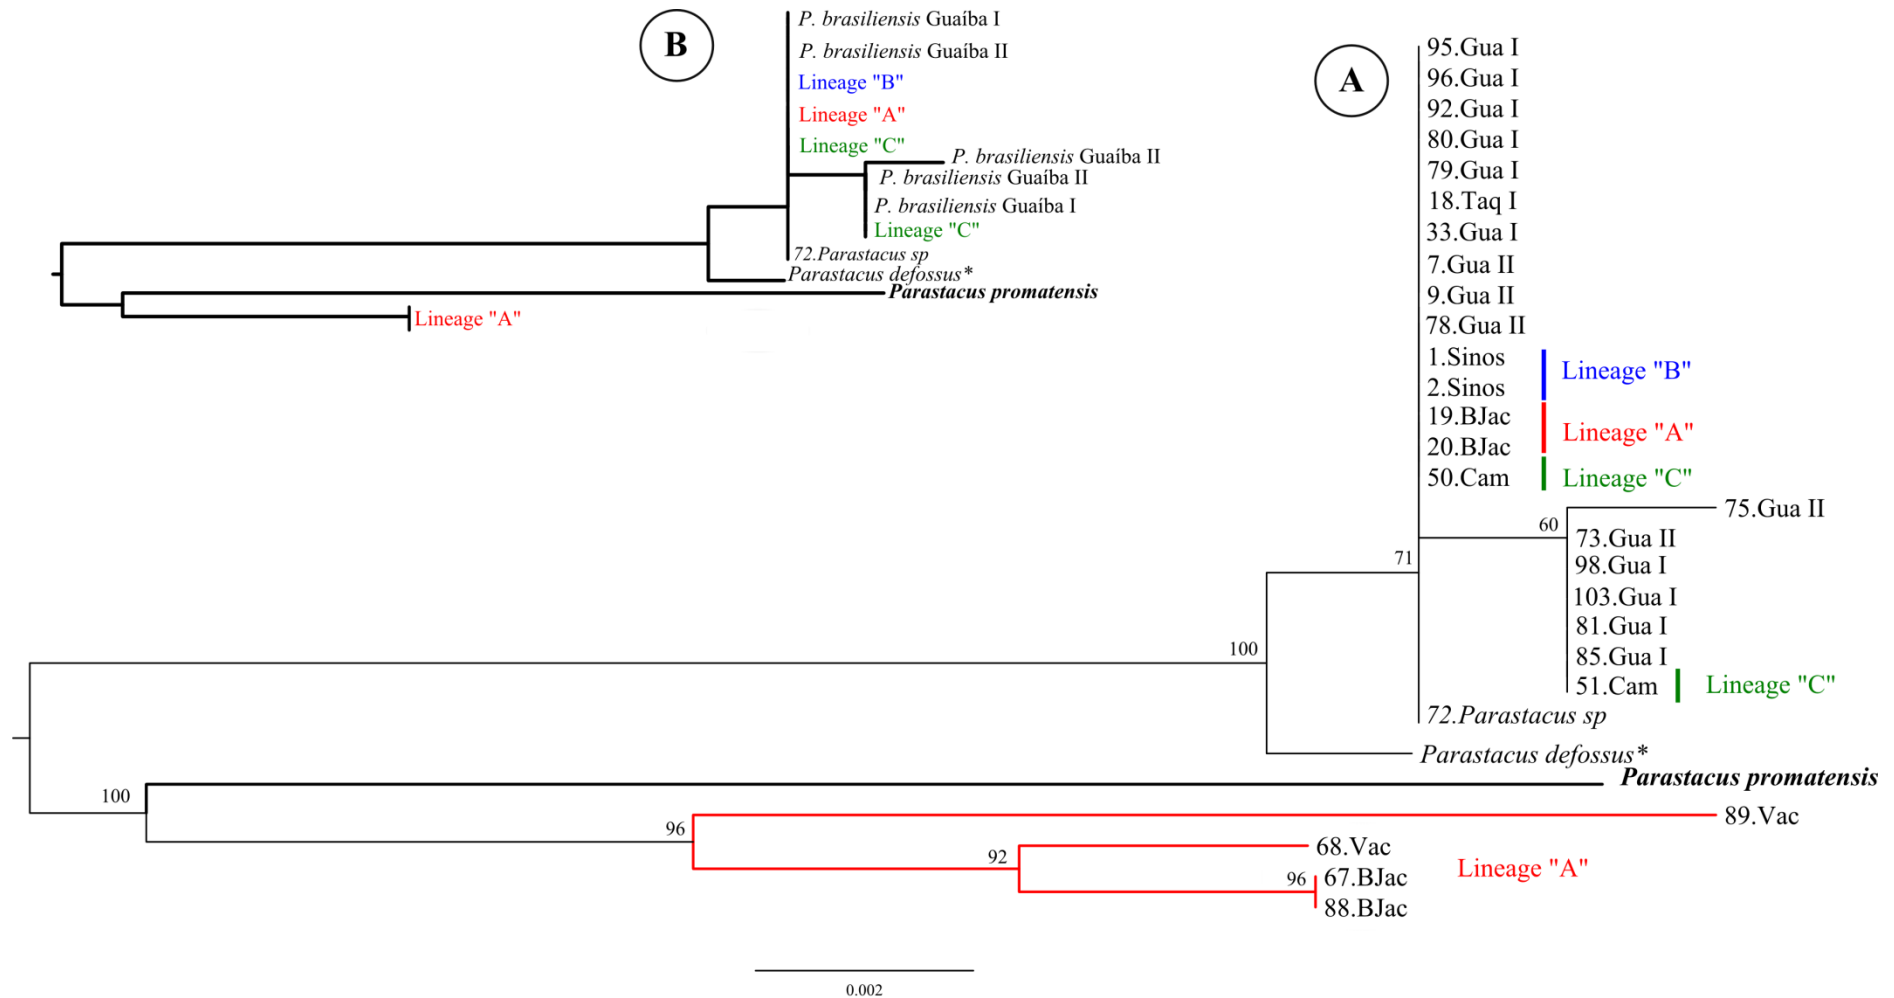 B
P. brasiliensis Guaíba I
P. brasiliensis Guaíba II
Lineage "B"
Lineage "A"
Lineage "C"
P. brasiliensis Guaíba II
P. brasiliensis Guaíba II
P. brasiliensis Guaíba I
Lineage "C"
72.Parastacus sp
Parastacus defossus*
Parastacus promatensis
Lineage "A"
A
95.Gua I
96.Gua I
92.Gua I
80.Gua I
79.Gua I
18.Taq I
33.Gua I
7.Gua II
9.Gua II
78.Gua II
1.Sinos
2.Sinos
Lineage "B"
19.BJac
20.BJac
Lineage "A"
50.Cam
Lineage "C"
75.Gua II
60
73.Gua II
98.Gua I
71
103.Gua I
81.Gua I
85.Gua I
51.Cam
Lineage "C"
72.Parastacus sp
100
Parastacus defossus*
Parastacus promatensis
100
89.Vac
96
68.Vac
92
67.BJac
96
88.BJac
Lineage "A"
0.002